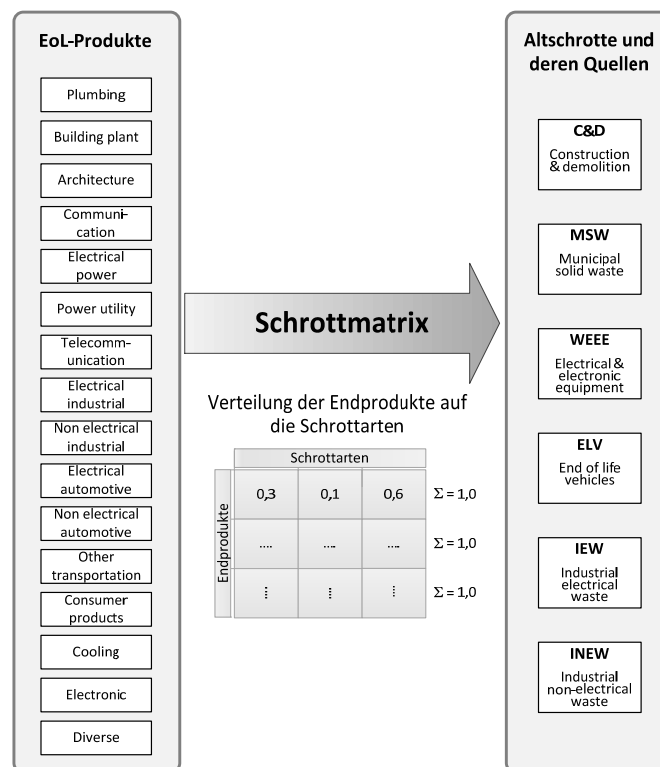 EoL-Produkte
Plumbing
Building plant
Architecture
Communi-
cation
Electrical
power
Power utility
Telecomm-
unication
Electrical
industrial
Non electrical
industrial
Electrical
automotive
Non electrical
automotive
Other
transportation
Consumer
products
Cooling
Electronic
Diverse
Schrottmatrix
Verteilung der Endprodukte auf
die Schrottarten
Schrottarten
Endprodukte
0,3 0,1 0,6 Σ = 1,0
.... .... .... Σ = 1,0
⁞ ⁞ ⁞ Σ = 1,0
Altschrotte und
deren Quellen
C&D
Construction
& demolition
MSW
Municipal
solid waste
WEEE
Electrical &
electronic
equipment
ELV
End of life
vehicles
IEW
Industrial
electrical
waste
INEW
Industrial
non-electrical
waste